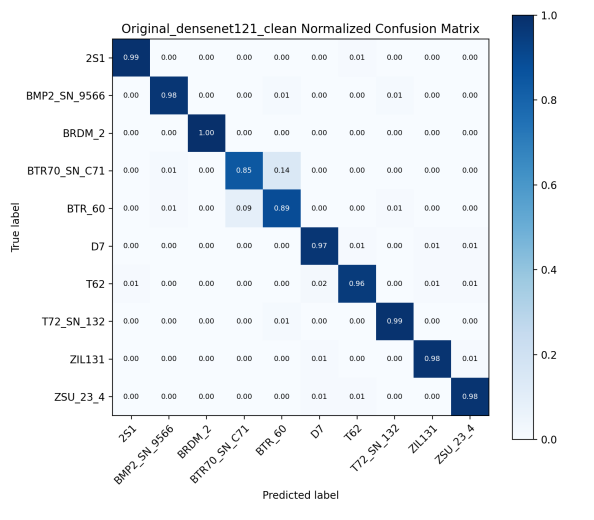 Original_densenet121_clean Normalized Confusion Matrix
1.0
2S1 0.99 0.00 0.00 0.00 0.00 0.00 0.01 0.00 0.00 0.00
BMP2_SN_9566 0.00 0.98 0.00 0.00 0.01 0.00 0.00 0.01 0.00 0.00
0.8
BRDM_2 0.00 0.00 1.00 0.00 0.00 0.00 0.00 0.00 0.00 0.00
BTR70_SN_C71 0.00 0.01 0.00 0.85 0.14 0.00 0.00 0.00 0.00 0.00
0.6
BTR_60 0.00 0.01 0.00 0.09 0.89 0.00 0.00 0.01 0.00 0.00
True label
D7 0.00 0.00 0.00 0.00 0.00 0.97 0.01 0.00 0.01 0.01
0.4
T62 0.01 0.00 0.00 0.00 0.00 0.02 0.96 0.00 0.01 0.01
T72_SN_132 0.00 0.00 0.00 0.00 0.01 0.00 0.00 0.99 0.00 0.00
0.2
ZIL131 0.00 0.00 0.00 0.00 0.00 0.01 0.00 0.00 0.98 0.01
ZSU_23_4 0.00 0.00 0.00 0.00 0.00 0.01 0.01 0.00 0.00 0.98
0.0
2S1 BMP2_SN_9566 BRDM_2 BTR70_SN_C71 BTR_60 D7 T62 T72_SN_132 ZIL131 ZSU_23_4
Predicted label